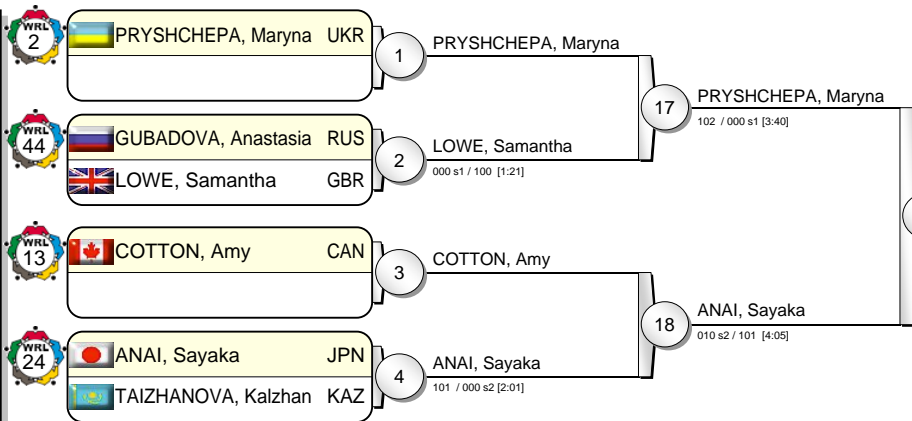 WRL
2
PRYSHCHEPA, Maryna UKR
1
PRYSHCHEPA, Maryna
17
PRYSHCHEPA, Maryna
102 / 000 s1 [3:40]
WRL
44
GUBADOVA, Anastasia RUS
LOWE, Samantha GBR
2
LOWE, Samantha
000 s1 / 100 [1:21]
WRL
13
COTTON, Amy CAN
3
COTTON, Amy
18
ANAI, Sayaka
010 s2 / 101 [4:05]
WRL
24
ANAI, Sayaka JPN
TAIZHANOVA, Kalzhan KAZ
4
ANAI, Sayaka
101 / 000 s2 [2:01]